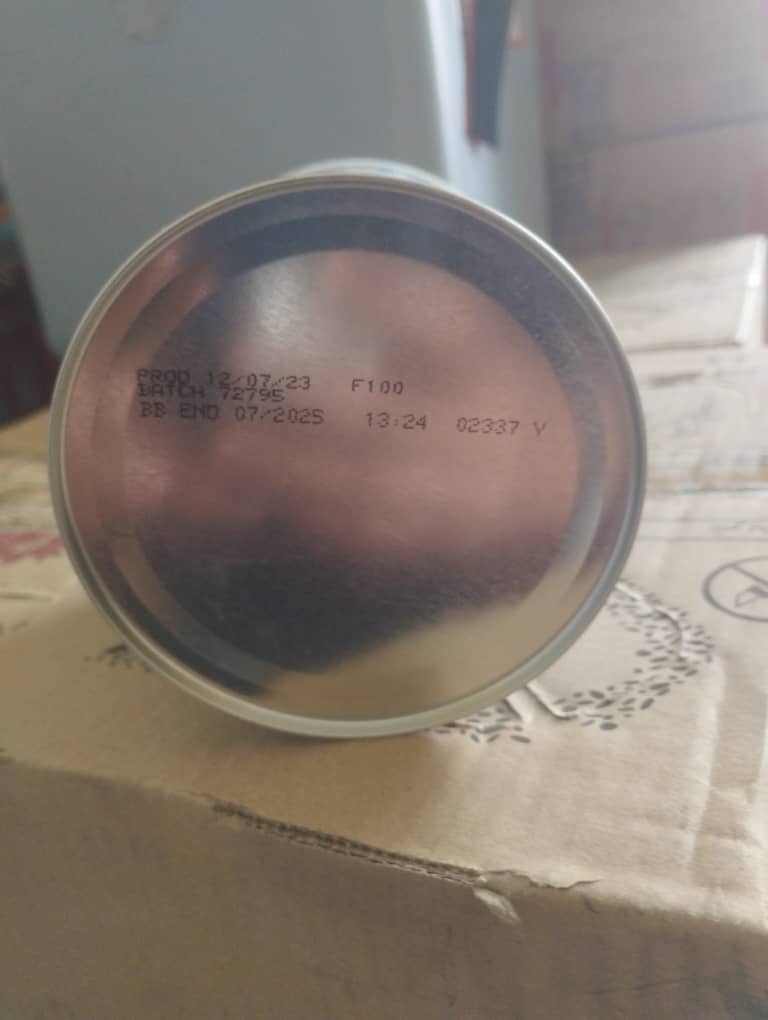 PROD 12/07/23 F100
BATCH 72795
BB END 07/2025 13:24 02337 Y